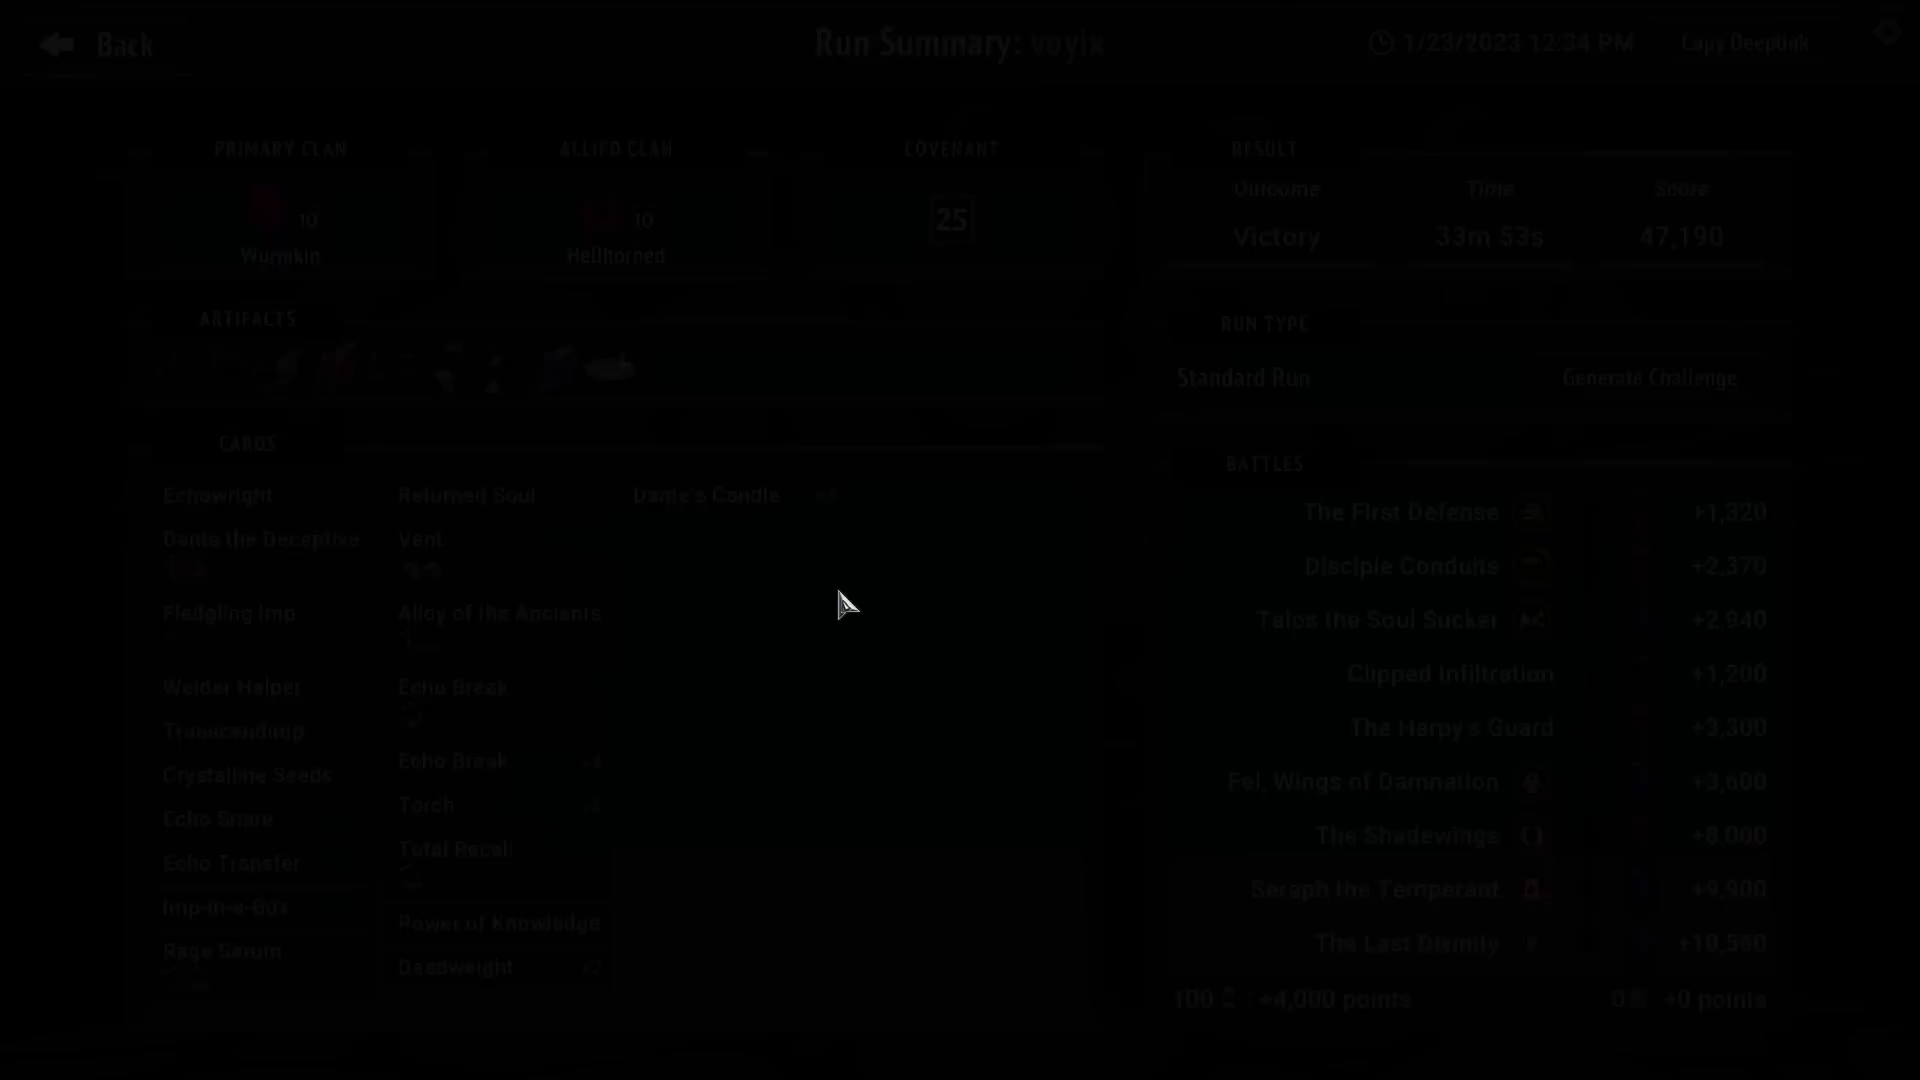 Back
Run Summary: voyix
1/23/2023 12:34 PM
Copy Deeplink
PRIMARY CLAN
10
Wurmkin
ALLIED CLAN
10
Hellhorned
COVENANT
25
ARTIFACTS
CARDS
Echowright
Dante the Deceptive
Fledgling Imp
Welder Helper
Transcendimp
Crystalline Seeds
Echo Snare
Echo Transfer
Imp-in-a-Box
Rage Serum
Returned Soul
Vent
Alloy of the Ancients
Echo Break
Echo Break
Torch
Total Recall
Power of Knowledge
Deadweight
Dante's Candle
RESULT
Outcome Time Score
Victory 33m 53s 47,190
RUN TYPE
Standard Run
Generate Challenge
BATTLES
The First Defense +1,320
Disciple Conduits +2,370
Talos the Soul Sucker +2,940
Clipped Infiltration +1,200
The Harpy's Guard +3,300
Fel, Wings of Damnation +3,600
The Shadewings +8,000
Seraph the Temperant +9,900
The Last Divinity
100 : +4,000 points
0 +0 points